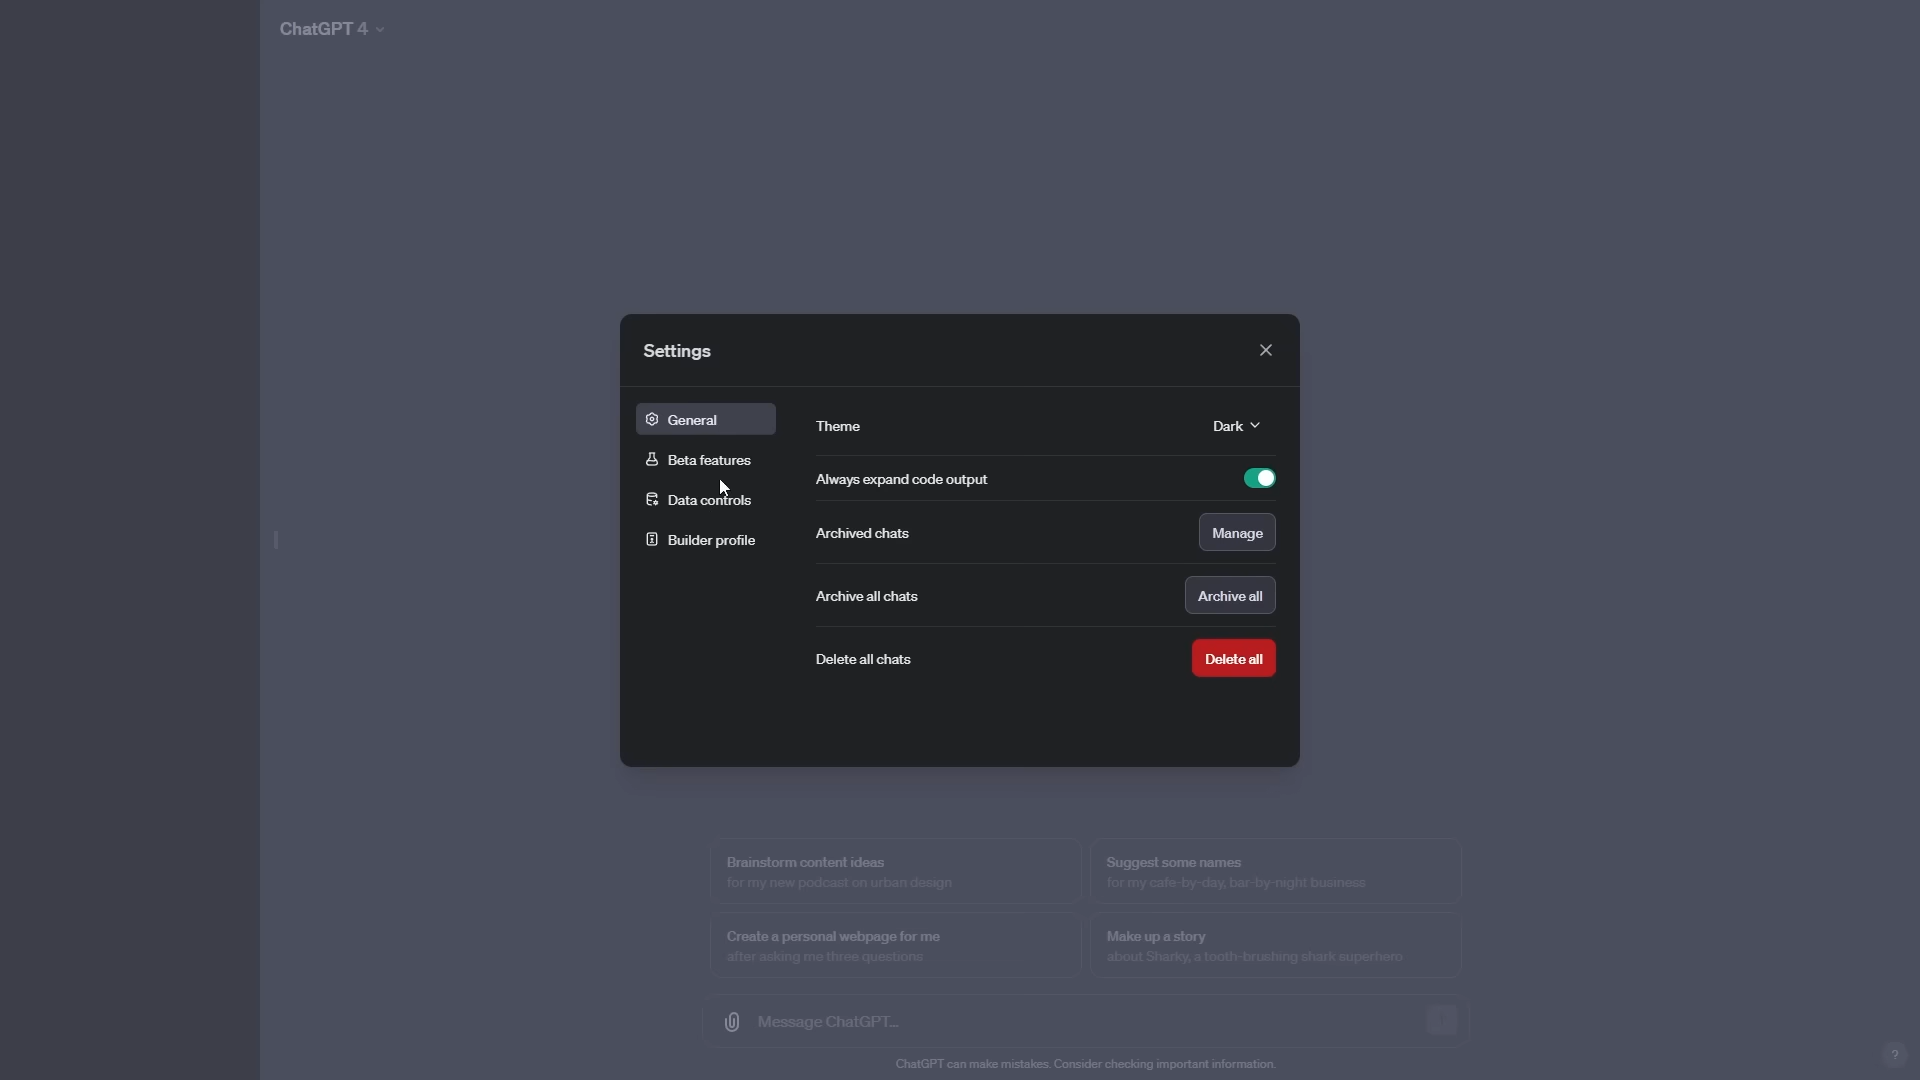 ChatGPT 4
Settings
General
Beta features
Data controls
Builder profile
Theme
Dark
Always expand code output
Archived chats
Manage
Archive all chats
Archive all
Delete all chats
Delete all
Brainstorm content ideas
for my new podcast on urban design
Suggest some names
for my cafe-by-day, bar-by-night business
Create a personal webpage for me
after asking me three questions
Make up a story
about Sharky, a tooth-brushing shark superhero
Message ChatGPT...
ChatGPT can make mistakes. Consider checking important information.
?